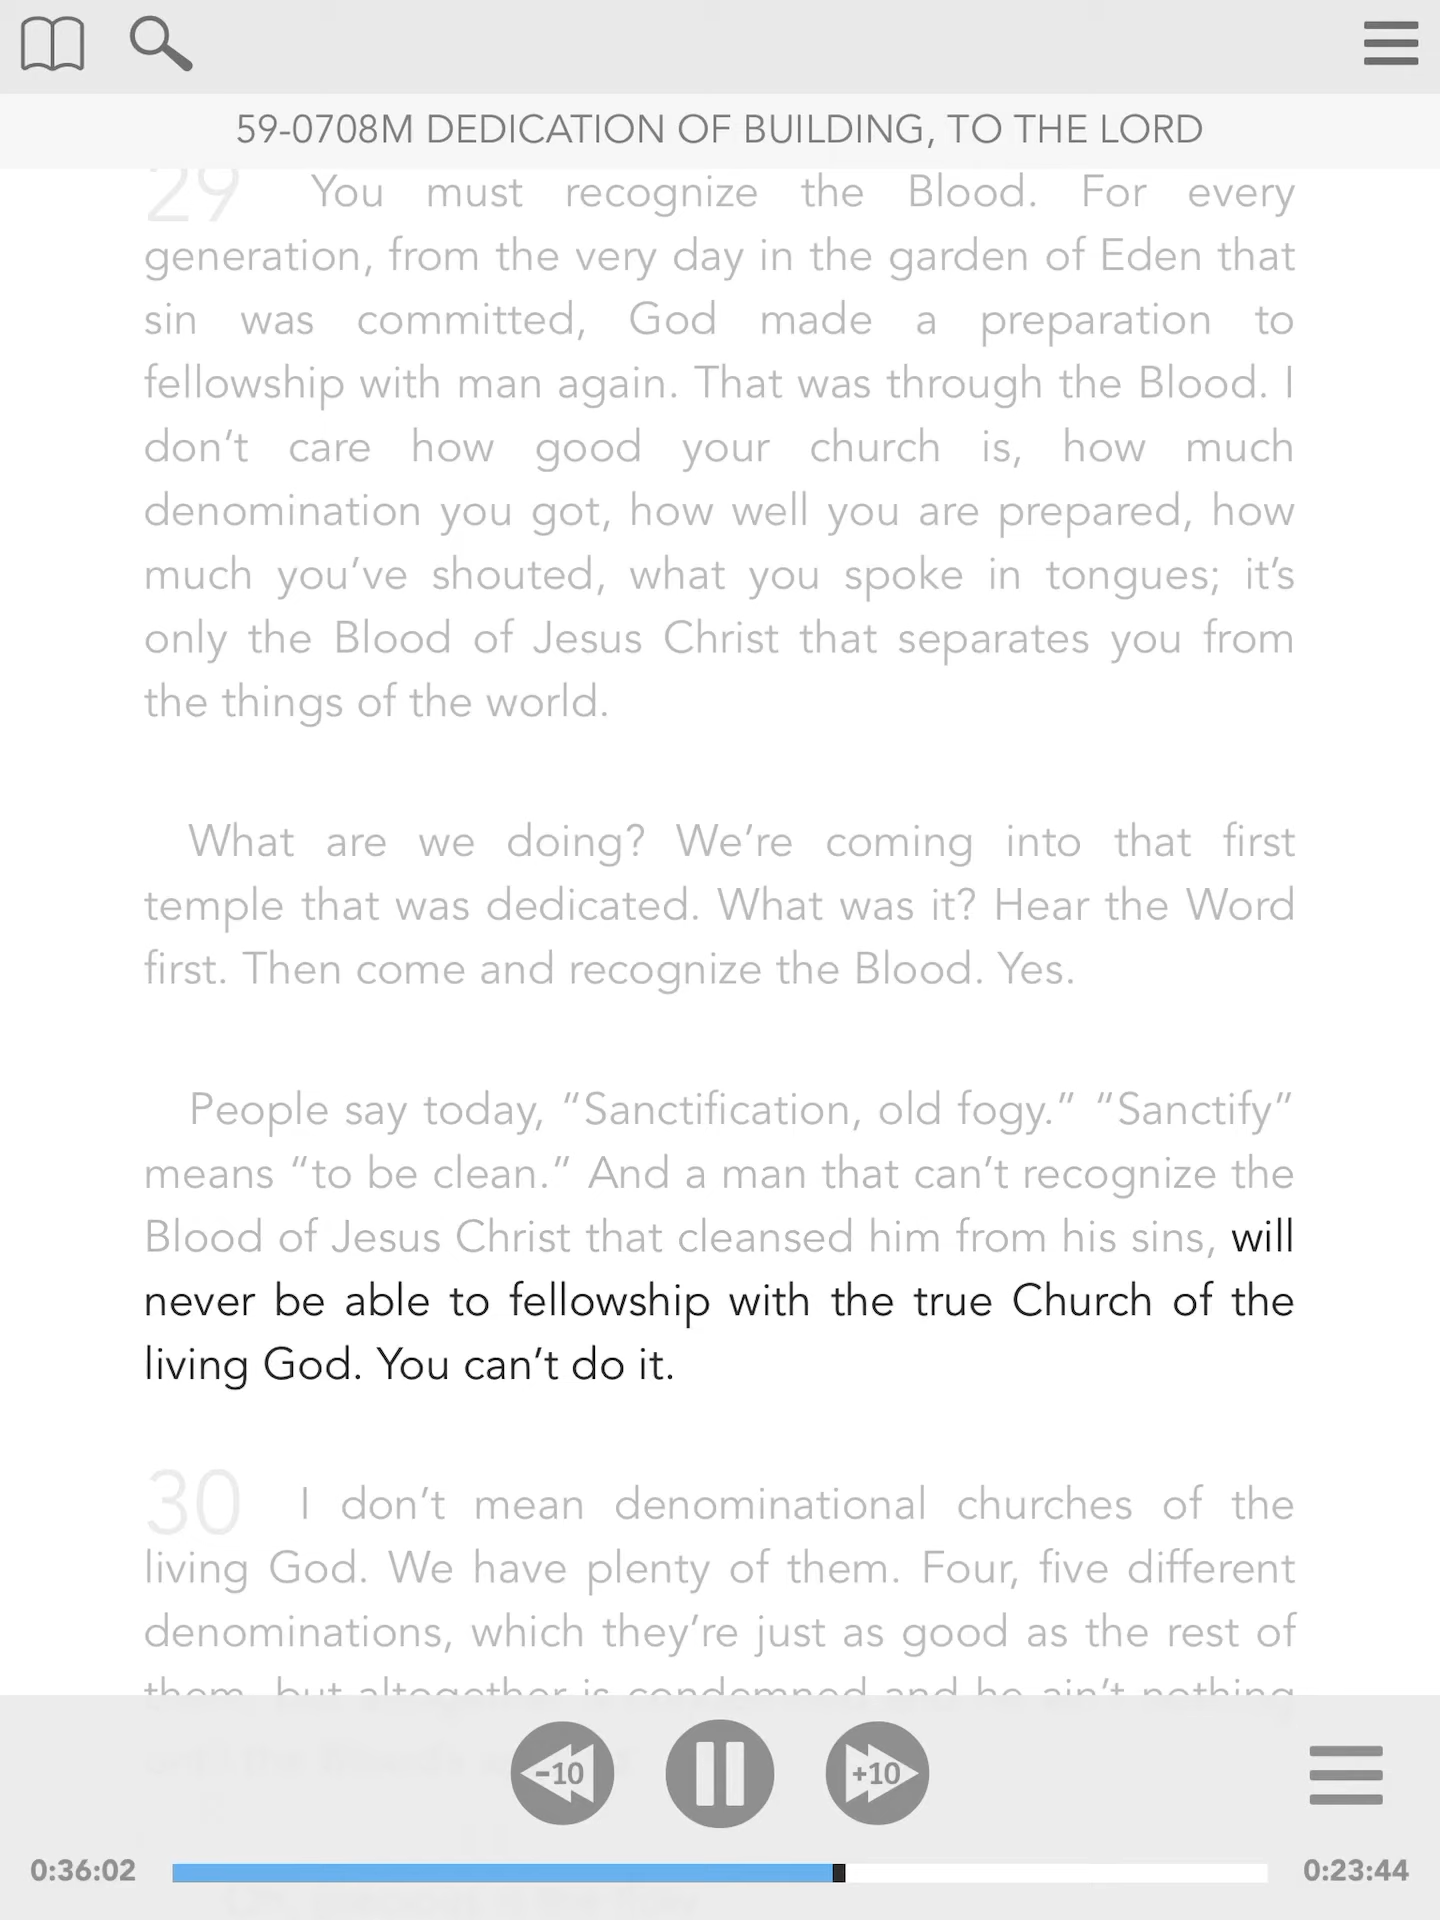 59-0708M DEDICATION OF BUILDING, TO THE LORD
29 You must recognize the Blood. For every
generation, from the very day in the garden of Eden that
sin was committed, God made a preparation to
fellowship with man again. That was through the Blood. I
don’t care how good your church is, how much
denomination you got, how well you are prepared, how
much you’ve shouted, what you spoke in tongues; it’s
only the Blood of Jesus Christ that separates you from
the things of the world.
What are we doing? We’re coming into that first
temple that was dedicated. What was it? Hear the Word
first. Then come and recognize the Blood. Yes.
People say today, “Sanctification, old fogy.” “Sanctify”
means “to be clean.” And a man that can’t recognize the
Blood of Jesus Christ that cleansed him from his sins, will
never be able to fellowship with the true Church of the
living God. You can’t do it.
30 I don’t mean denominational churches of the
living God. We have plenty of them. Four, five different
denominations, which they’re just as good as the rest of
them, but altogether is condemned and he ain’t nothing
-10 +10
0:36:02 0:23:44